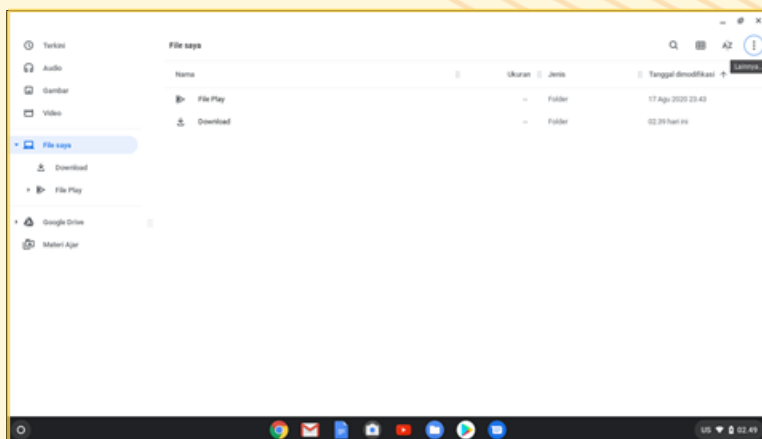 Terkini
Audio
Gambar
Video
File saya
Download
File Play
Google Drive
Materi Ajar
File saya
AZ
Lainnya...
Nama Ukuran Jenis Tanggal dimodifikasi
File Play -- Folder 17 Agu 2020 23.43
Download -- Folder 02.39 hari ini
US 02.49